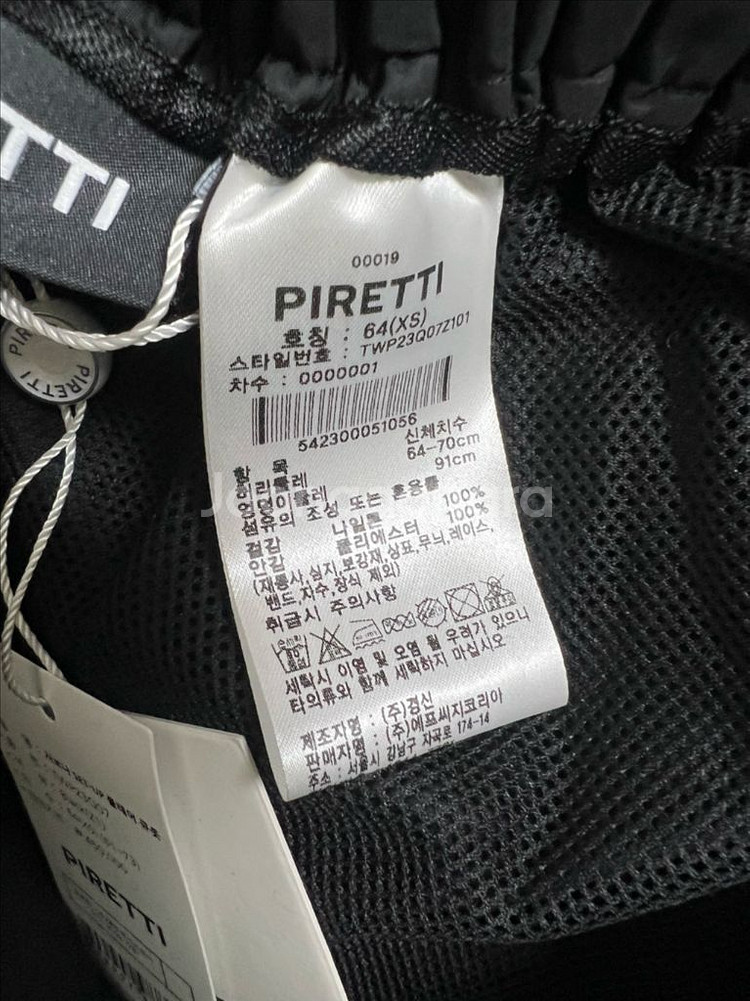 TTI
PIRETTI
00019
PIRETTI
호칭 : 64(XS)
스타일번호 : TWP23Q07Z101
차수 : 0000001
542300051056
항 목 신체치수
허리둘레 64-70cm
엉덩이둘레 91cm
섬유의 조성 또는 혼용률
겉감 나일론 100%
안감 폴리에스터 100%
(재봉사,심지,보강재,상표,무늬,레이스,
밴드,자수,장식 제외)
취급시 주의사항
세탁시 이염 및 오염 될 우려가 있으니
타의류와 함께 세탁하지 마십시오
제조자명 : (주)경신
판매자명 : (주)에프씨지코리아
주소 : 서울시 강남구 자곡로 174-14
PIRETTI